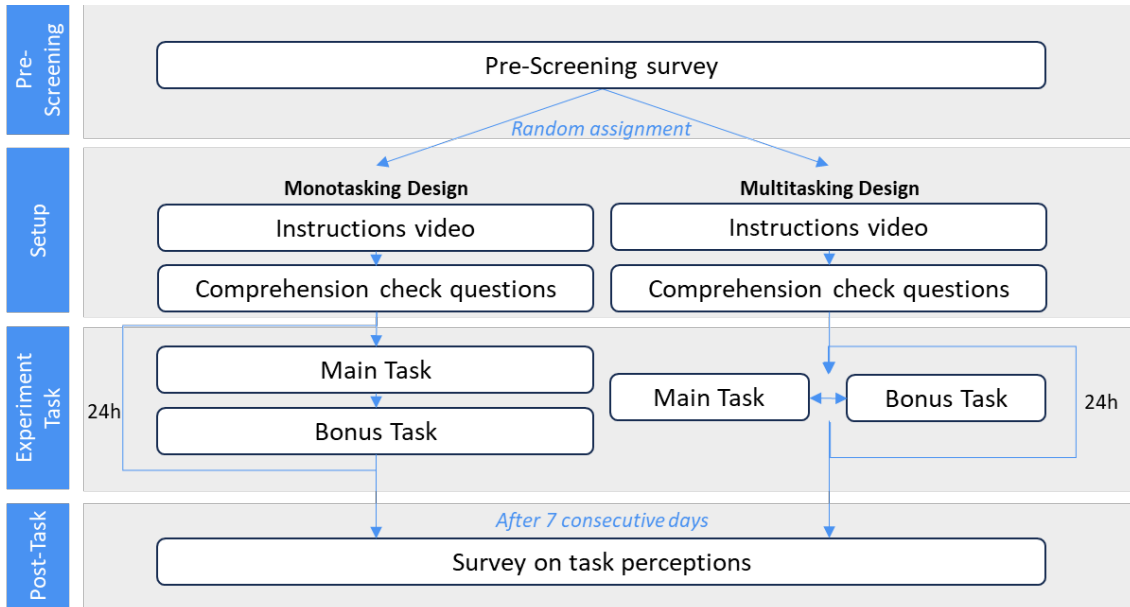 Pre-
Screening
Pre-Screening survey
Random assignment
Setup
Monotasking Design
Multitasking Design
Instructions video
Instructions video
Comprehension check questions
Comprehension check questions
Experiment
Task
24h
Main Task
Bonus Task
Main Task
Bonus Task
24h
Post-Task
After 7 consecutive days
Survey on task perceptions